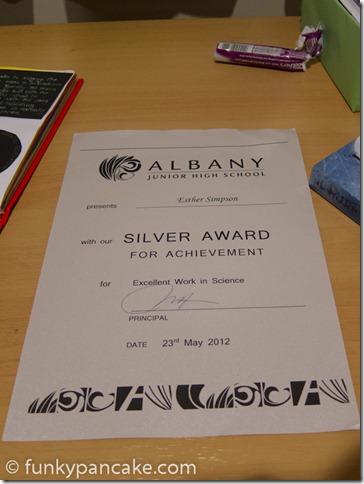 ALBANY
JUNIOR HIGH SCHOOL
presents Esther Simpson
with our SILVER AWARD
FOR ACHIEVEMENT
for Excellent Work in Science
PRINCIPAL
DATE 23rd May 2012
© funkypancake.com